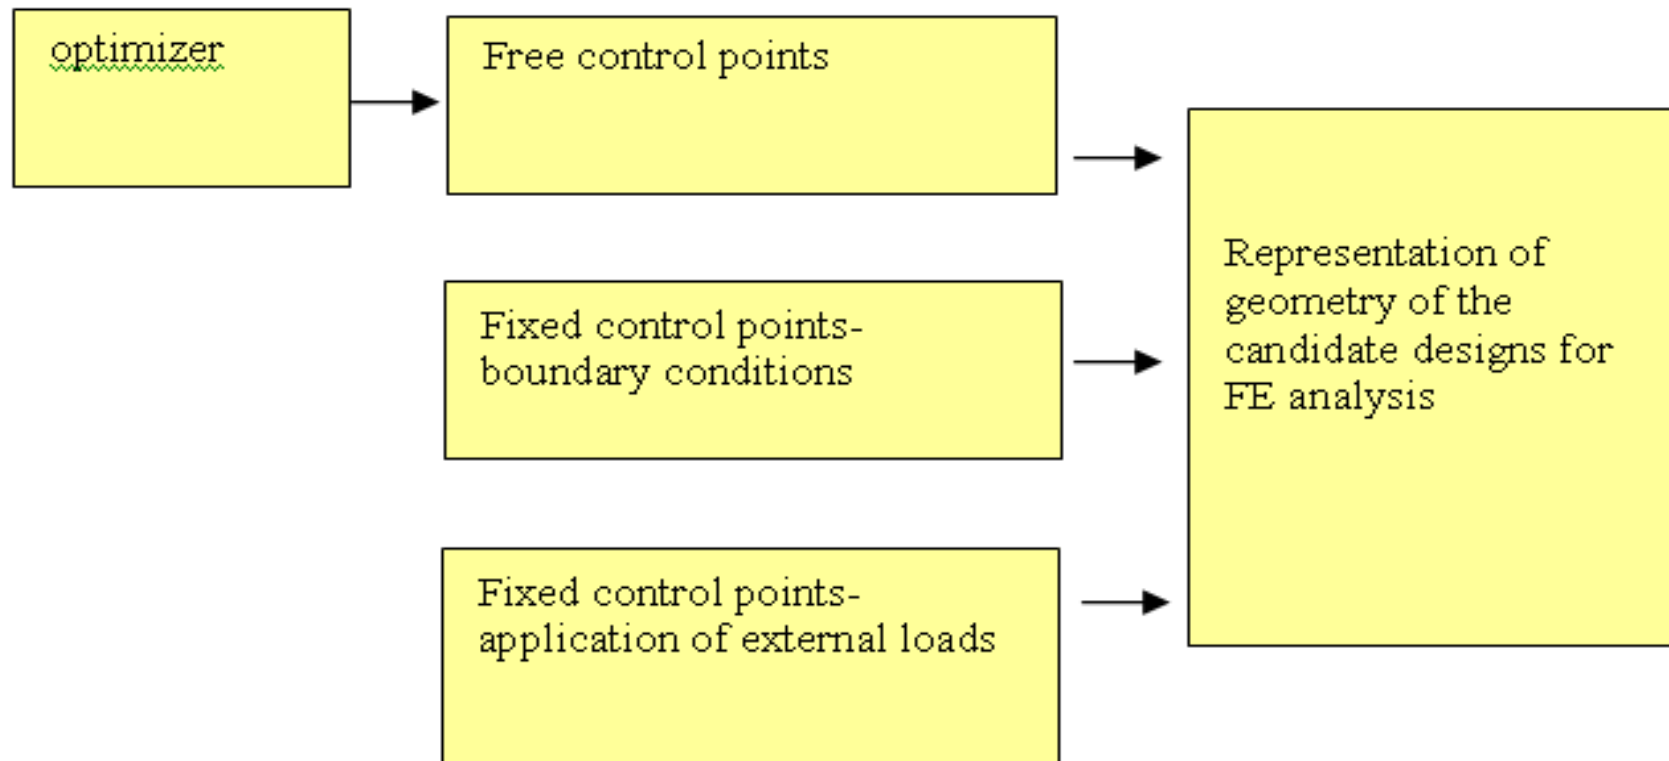 optimizer
Free control points
Fixed control points-
boundary conditions
Fixed control points-
application of external loads
Representation of
geometry of the
candidate designs for
FE analysis